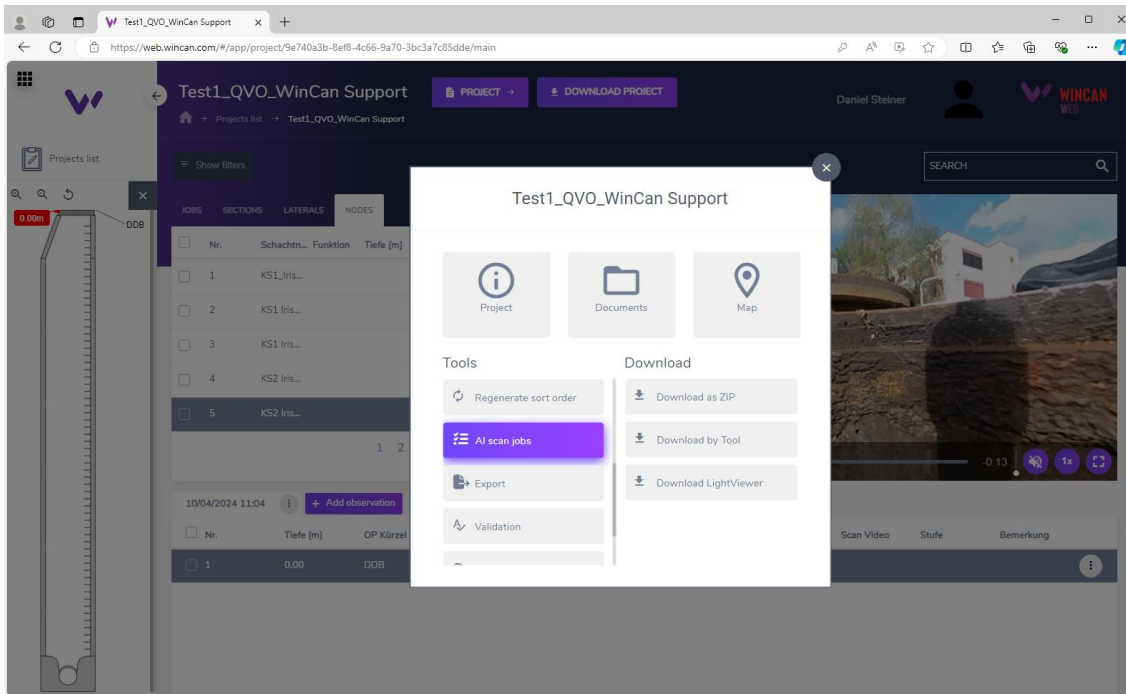 Test1_QVO_WinCan Support
https://web.wincan.com/#/app/project/9e740a3b-8ef8-4c66-9a70-3bc3a7c85dde/main
Test1_QVO_WinCan Support
PROJECT →
DOWNLOAD PROJECT
Daniel Steiner
WINCAN
WEB
→ Projects list → Test1_QVO_WinCan Support
Projects list
Show filters
SEARCH
0.00m
DDB
JOBS SECTIONS LATERALS NODES
Nr. Schachtn... Funktion Tiefe [m]
1 KS1_Iris...
2 KS1 Iris...
3 KS1 Iris...
4 KS2 Iris...
5 KS2 Iris...
1 2
Test1_QVO_WinCan Support
Project
Documents
Map
Tools
Regenerate sort order
AI scan jobs
Export
Validation
Download
Download as ZIP
Download by Tool
Download LightViewer
-0:13
1x
10/04/2024 11:04
+ Add observation
Nr. Tiefe [m] OP Kürzel Scan Video Stufe Bemerkung
1 0.00 DDB